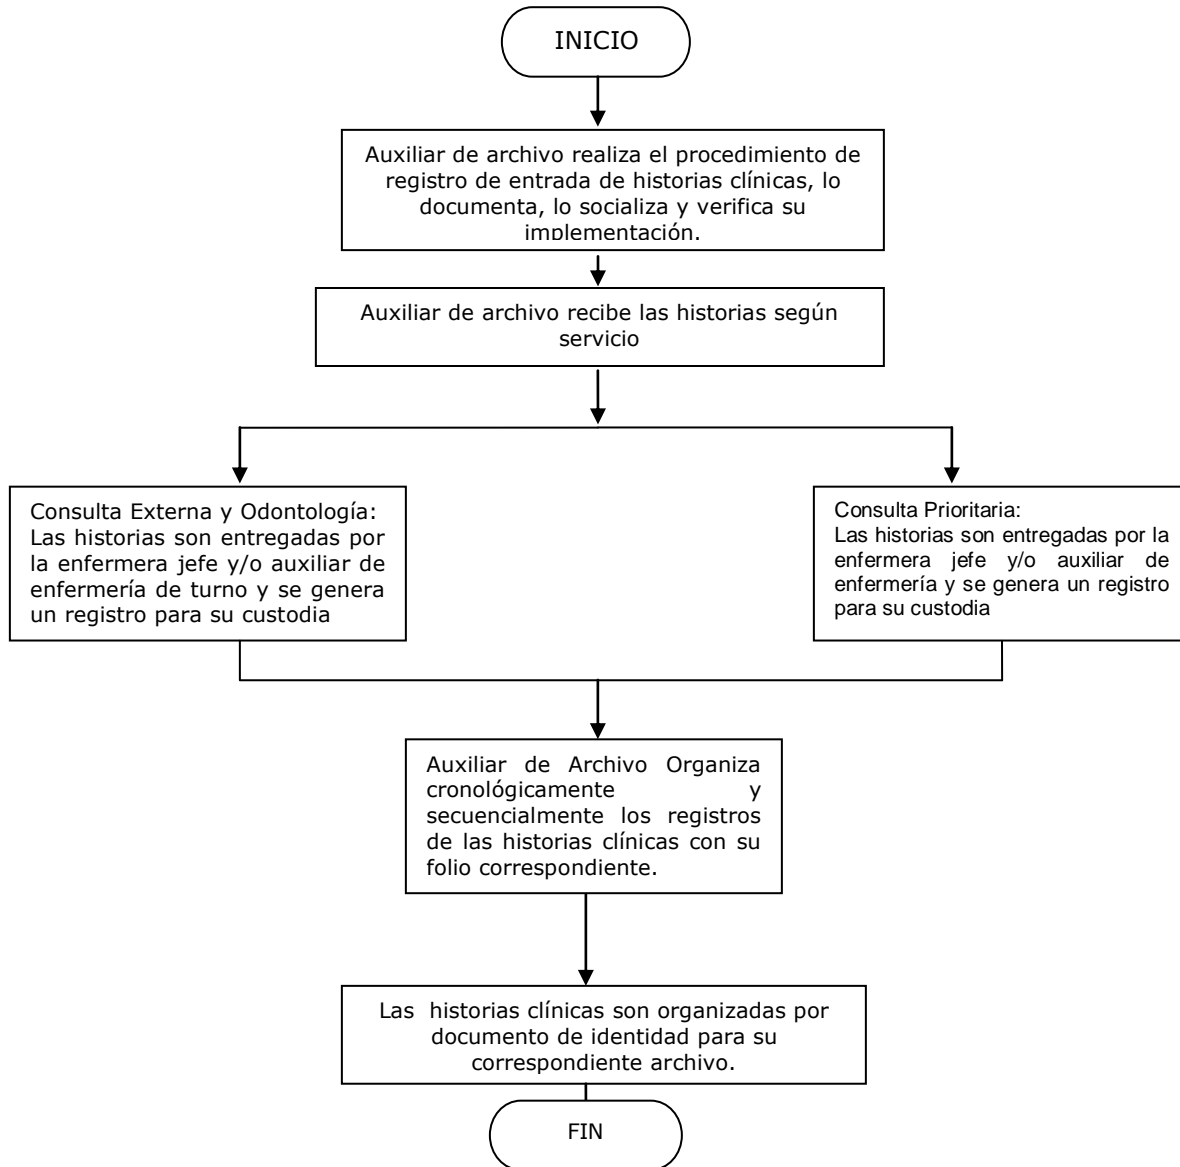 INICIO
Auxiliar de archivo realiza el procedimiento de
registro de entrada de historias clínicas, lo
documenta, lo socializa y verifica su
implementación.
Auxiliar de archivo recibe las historias según
servicio
Consulta Externa y Odontología:
Las historias son entregadas por
la enfermera jefe y/o auxiliar de
enfermería de turno y se genera
un registro para su custodia
Consulta Prioritaria:
Las historias son entregadas por la
enfermera jefe y/o auxiliar de
enfermería y se genera un registro
para su custodia
Auxiliar de Archivo Organiza
cronológicamente y
secuencialmente los registros
de las historias clínicas con su
folio correspondiente.
Las historias clínicas son organizadas por
documento de identidad para su
correspondiente archivo.
FIN